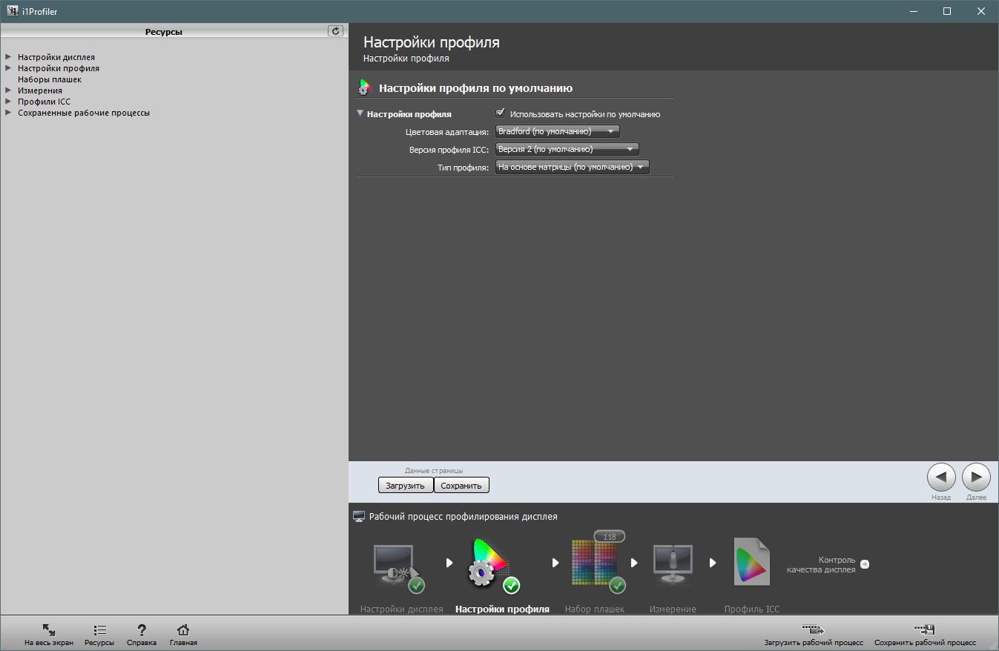 i1Profiler
Ресурсы
Настройки дисплея
Настройки профиля
Наборы плашек
Измерения
Профили ICC
Сохраненные рабочие процессы
Настройки профиля
Настройки профиля
Настройки профиля по умолчанию
Настройки профиля
Использовать настройки по умолчанию
Цветовая адаптация: Bradford (по умолчанию)
Версия профиля ICC: Версия 2 (по умолчанию)
Тип профиля: На основе матрицы (по умолчанию)
Данные страницы
Загрузить Сохранить
Назад Далее
Рабочий процесс профилирования дисплея
118
Контроль
качества дисплея
Настройки дисплея Настройки профиля Набор плашек Измерение Профиль ICC
На весь экран Ресурсы Справка Главная Загрузить рабочий процесс Сохранить рабочий процесс